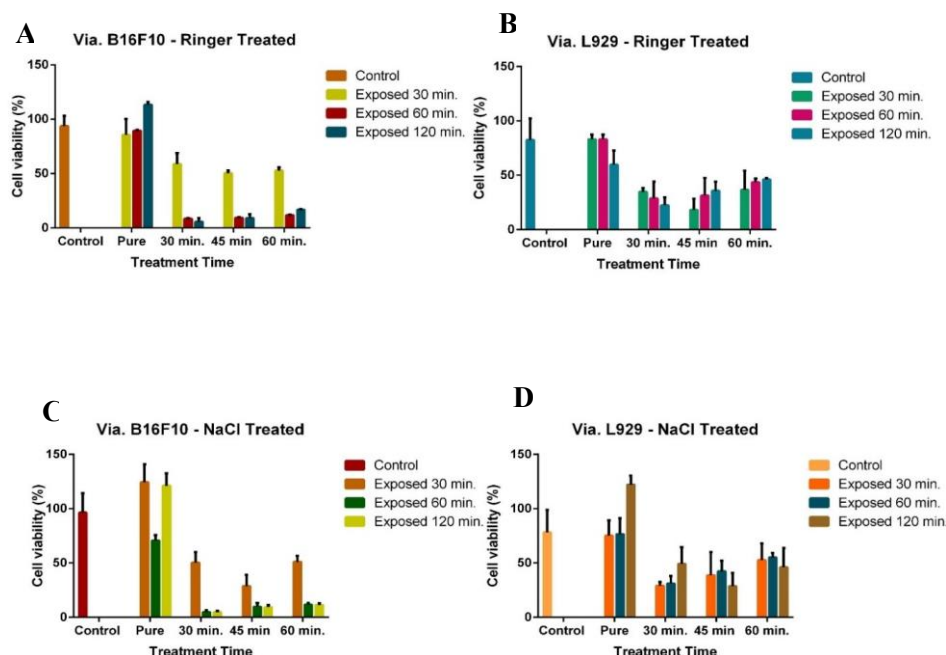 A
Via. B16F10 - Ringer Treated
Cell viability (%)
150
100
50
0
Control
Pure
30 min.
45 min
60 min.
Treatment Time
Control
Exposed 30 min.
Exposed 60 min.
Exposed 120 min.
B
Via. L929 - Ringer Treated
Cell viability (%)
150
100
50
0
Control
Pure
30 min.
45 min
60 min.
Treatment Time
Control
Exposed 30 min.
Exposed 60 min.
Exposed 120 min.
C
Via. B16F10 - NaCl Treated
Cell viability (%)
150
100
50
0
Control
Pure
30 min.
45 min
60 min.
Treatment Time
Control
Exposed 30 min.
Exposed 60 min.
Exposed 120 min.
D
Via. L929 - NaCl Treated
Cell viability (%)
150
100
50
0
Control
Pure
30 min.
45 min
60 min.
Treatment Time
Control
Exposed 30 min.
Exposed 60 min.
Exposed 120 min.